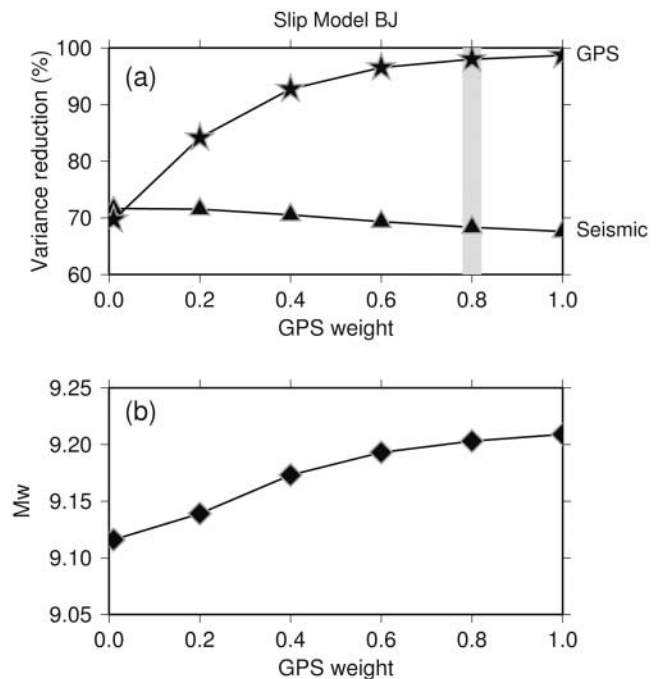 Slip Model BJ
(a)
Variance reduction (%)
100
90
80
70
60
GPS
Seismic
0.0 0.2 0.4 0.6 0.8 1.0
GPS weight
(b)
Mw
9.25
9.20
9.15
9.10
9.05
0.0 0.2 0.4 0.6 0.8 1.0
GPS weight